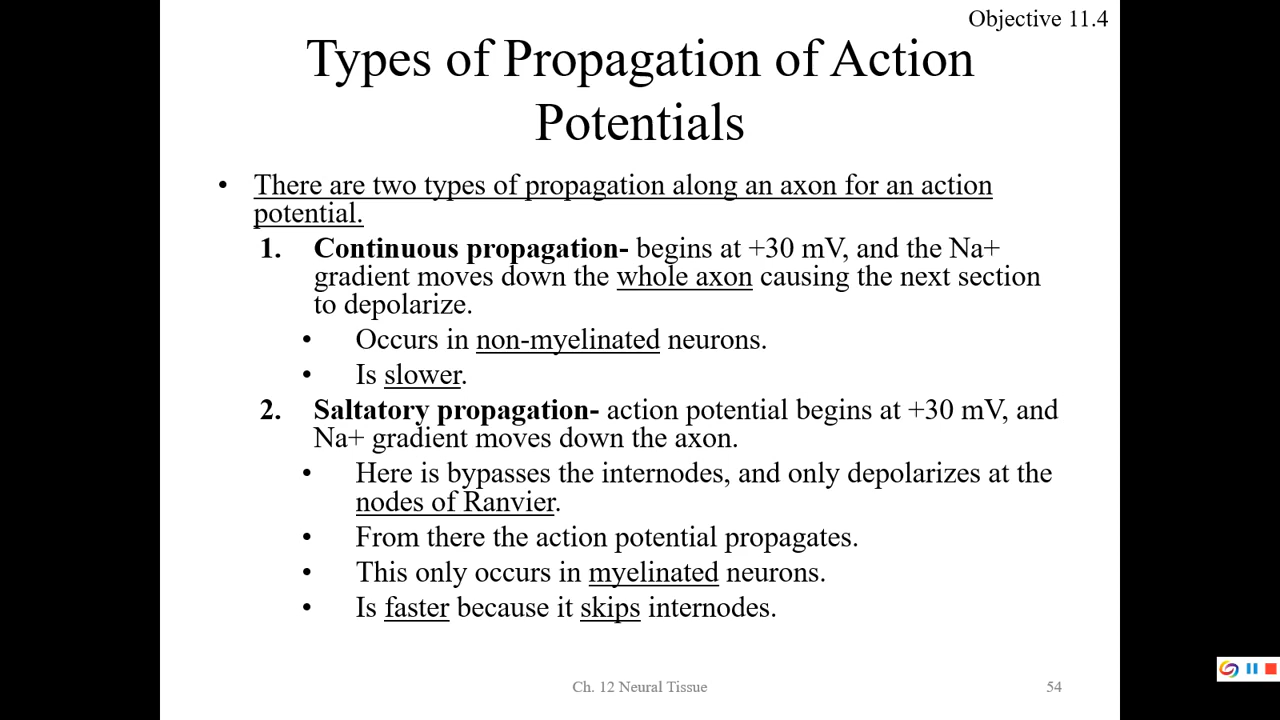 Objective 11.4
Types of Propagation of Action
Potentials
• There are two types of propagation along an axon for an action
potential.
1. Continuous propagation- begins at +30 mV, and the Na+
gradient moves down the whole axon causing the next section
to depolarize.
• Occurs in non-myelinated neurons.
• Is slower.
2. Saltatory propagation- action potential begins at +30 mV, and
Na+ gradient moves down the axon.
• Here is bypasses the internodes, and only depolarizes at the
nodes of Ranvier.
• From there the action potential propagates.
• This only occurs in myelinated neurons.
• Is faster because it skips internodes.
Ch. 12 Neural Tissue
54